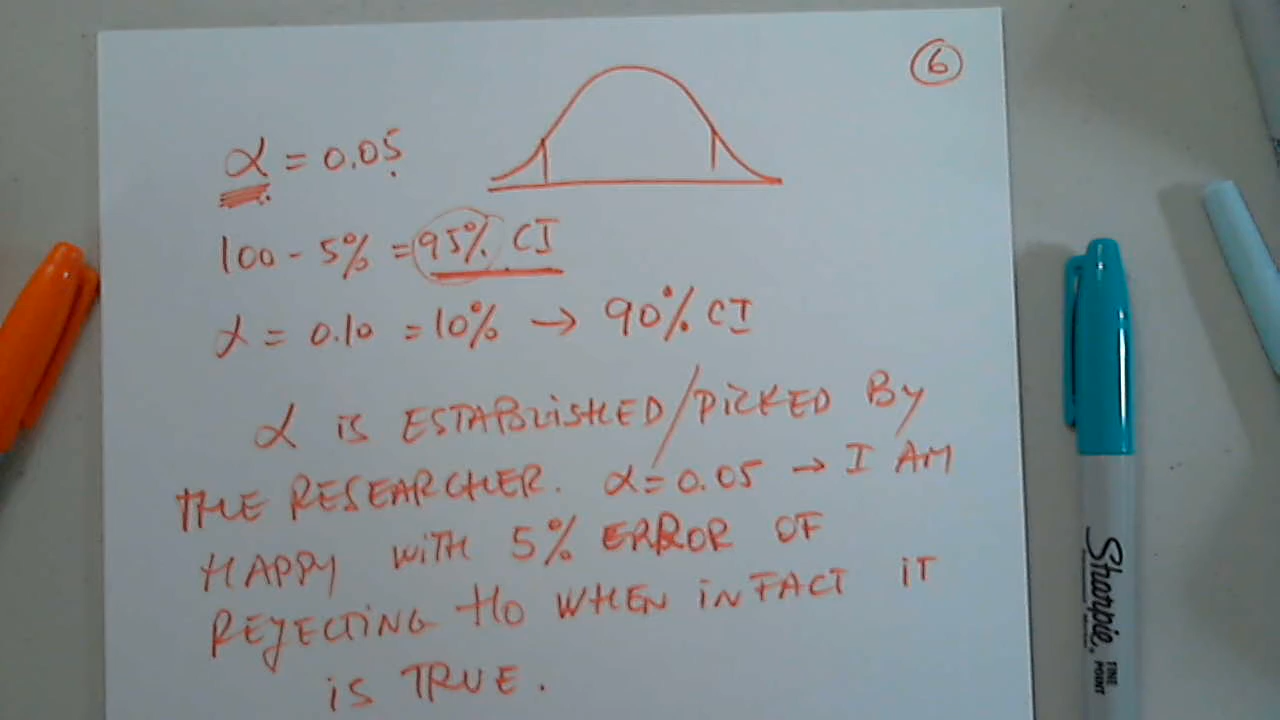 6
α = 0.05
100 - 5% = 95% CI
α = 0.10 = 10% → 90% CI
α iS ESTABLiSHED/PiCKED BY
THE RESEARCHER. α = 0.05 → I AM
HAPPY WiTH 5% ERROR OF
REJECTiNG Ho WHEN iN FACT iT
iS TRUE.
Sharpie
FINE
POINT